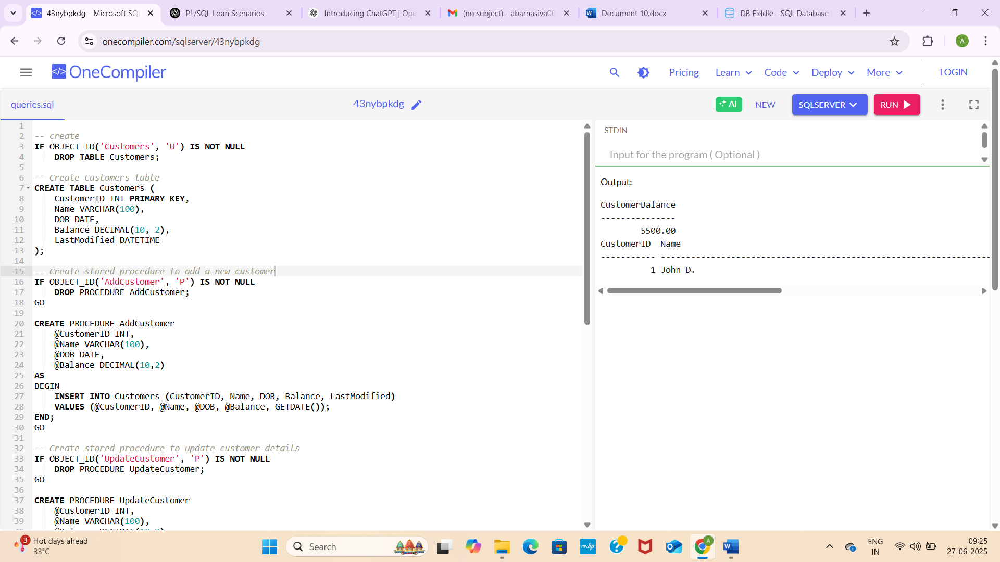 43nybpkdg - Microsoft SQ
PL/SQL Loan Scenarios
Introducing ChatGPT | Ope
(no subject) - abarnasiva00
Document 10.docx
DB Fiddle - SQL Database
onecompiler.com/sqlserver/43nybpkdg
A
</> OneCompiler
Pricing
Learn
Code
Deploy
More
LOGIN
queries.sql
43nybpkdg
AI
NEW
SQLSERVER
RUN
1
2 -- create
3 IF OBJECT_ID('Customers', 'U') IS NOT NULL
4 DROP TABLE Customers;
5
6 -- Create Customers table
7 CREATE TABLE Customers (
8 CustomerID INT PRIMARY KEY,
9 Name VARCHAR(100),
10 DOB DATE,
11 Balance DECIMAL(10, 2),
12 LastModified DATETIME
13 );
14
15 -- Create stored procedure to add a new customer
16 IF OBJECT_ID('AddCustomer', 'P') IS NOT NULL
17 DROP PROCEDURE AddCustomer;
18 GO
19
20 CREATE PROCEDURE AddCustomer
21 @CustomerID INT,
22 @Name VARCHAR(100),
23 @DOB DATE,
24 @Balance DECIMAL(10,2)
25 AS
26 BEGIN
27 INSERT INTO Customers (CustomerID, Name, DOB, Balance, LastModified)
28 VALUES (@CustomerID, @Name, @DOB, @Balance, GETDATE());
29 END;
30 GO
31
32 -- Create stored procedure to update customer details
33 IF OBJECT_ID('UpdateCustomer', 'P') IS NOT NULL
34 DROP PROCEDURE UpdateCustomer;
35 GO
36
37 CREATE PROCEDURE UpdateCustomer
38 @CustomerID INT,
39 @Name VARCHAR(100),
STDIN
Input for the program ( Optional )
Output:
CustomerBalance
---------------
5500.00
CustomerID Name
----------- ------------------------------------------------------------------
1 John D.
3
Hot days ahead
33°C
Search
myhp
A
ENG
IN
09:25
27-06-2025